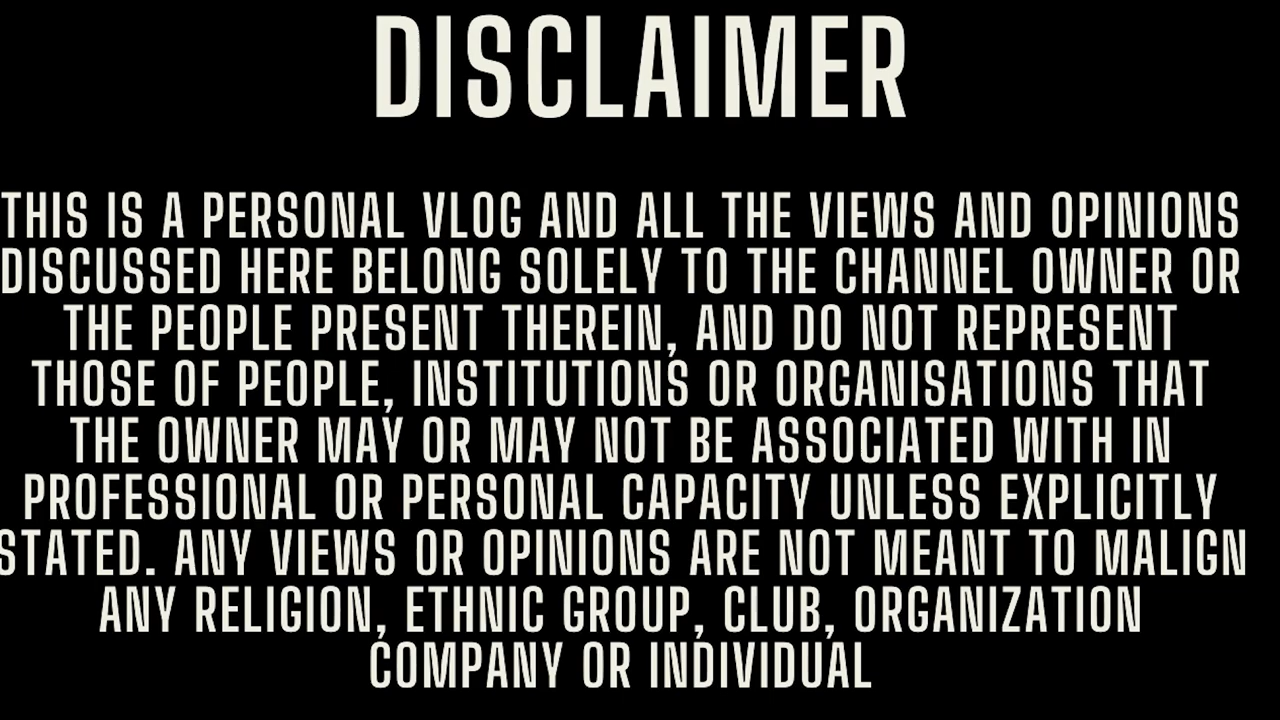 DISCLAIMER
THIS IS A PERSONAL VLOG AND ALL THE VIEWS AND OPINIONS
DISCUSSED HERE BELONG SOLELY TO THE CHANNEL OWNER OR
THE PEOPLE PRESENT THEREIN, AND DO NOT REPRESENT
THOSE OF PEOPLE, INSTITUTIONS OR ORGANISATIONS THAT
THE OWNER MAY OR MAY NOT BE ASSOCIATED WITH IN
PROFESSIONAL OR PERSONAL CAPACITY UNLESS EXPLICITLY
STATED. ANY VIEWS OR OPINIONS ARE NOT MEANT TO MALIGN
ANY RELIGION, ETHNIC GROUP, CLUB, ORGANIZATION
COMPANY OR INDIVIDUAL